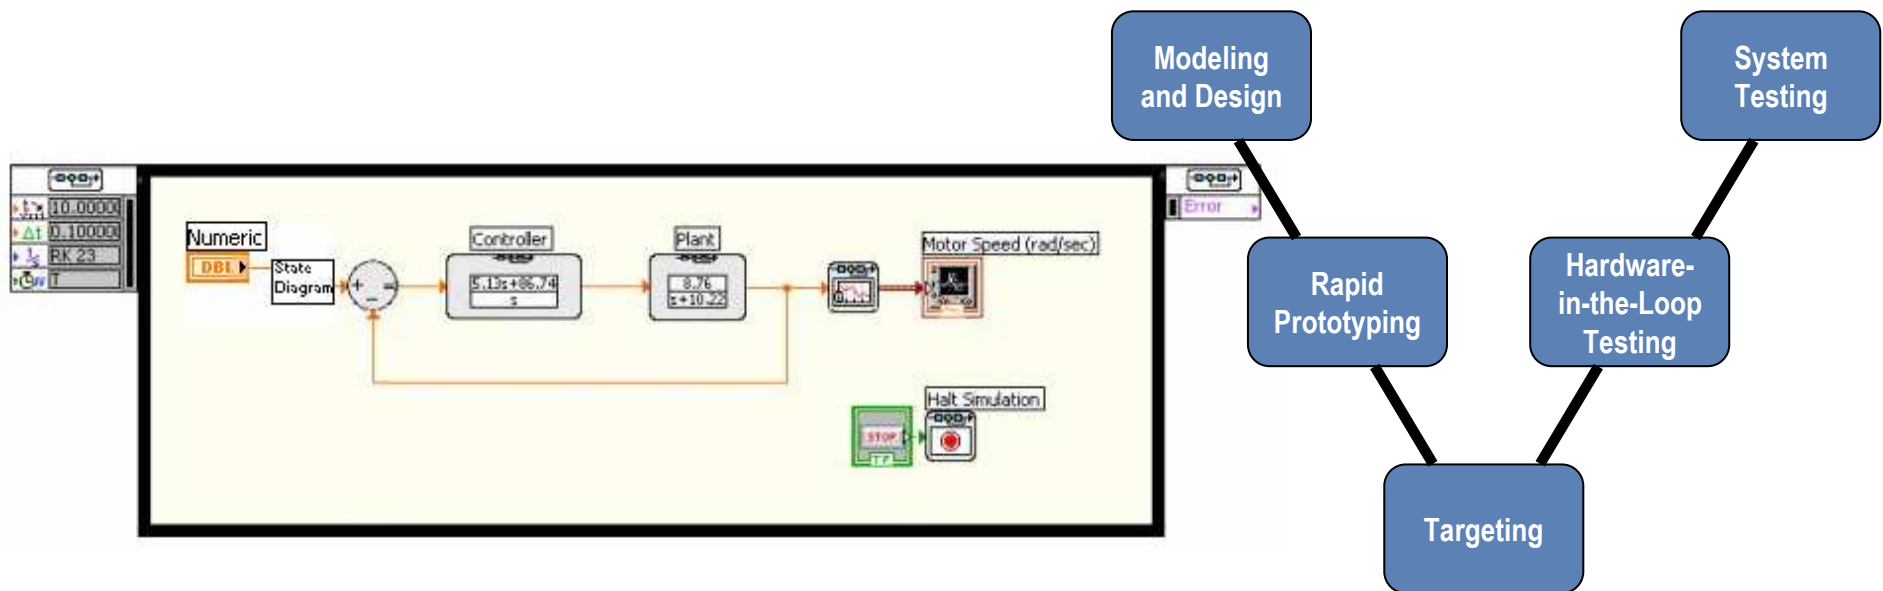 Modeling
and Design
System
Testing
10.00000
Δt
0.100000
RK 23
T
Error
Numeric
DBL
State
Diagram
+
−
=
Controller
5.13s+86.74
s
Plant
8.76
s+10.22
Motor Speed (rad/sec)
Rapid
Prototyping
Hardware-
in-the-Loop
Testing
Halt Simulation
STOP
TF
Targeting